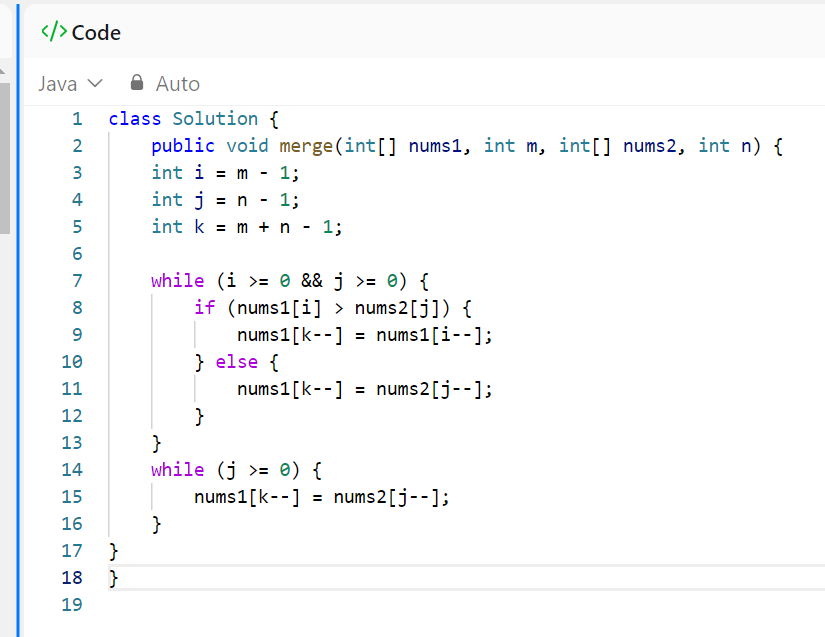 </> Code
Java Auto
1 class Solution {
2     public void merge(int[] nums1, int m, int[] nums2, int n) {
3     int i = m - 1;
4     int j = n - 1;
5     int k = m + n - 1;
6
7     while (i >= 0 && j >= 0) {
8         if (nums1[i] > nums2[j]) {
9             nums1[k--] = nums1[i--];
10         } else {
11             nums1[k--] = nums2[j--];
12         }
13     }
14     while (j >= 0) {
15         nums1[k--] = nums2[j--];
16     }
17 }
18 }
19